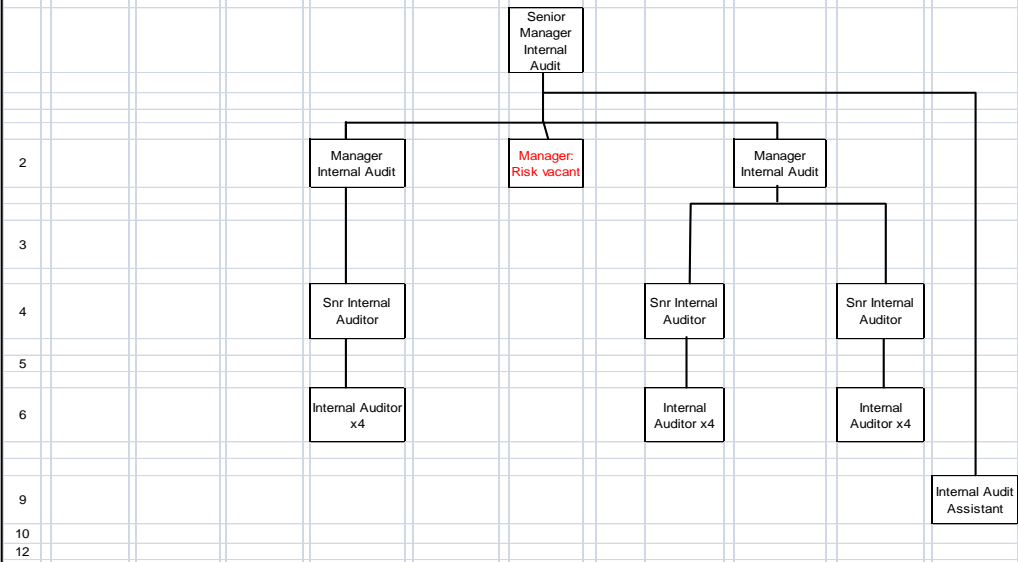 Senior
Manager
Internal
Audit
2
Manager
Internal Audit
Manager:
Risk vacant
Manager
Internal Audit
3
4
Snr Internal
Auditor
Snr Internal
Auditor
Snr Internal
Auditor
5
6
Internal Auditor
x4
Internal
Auditor x4
Internal
Auditor x4
9
Internal Audit
Assistant
10
12